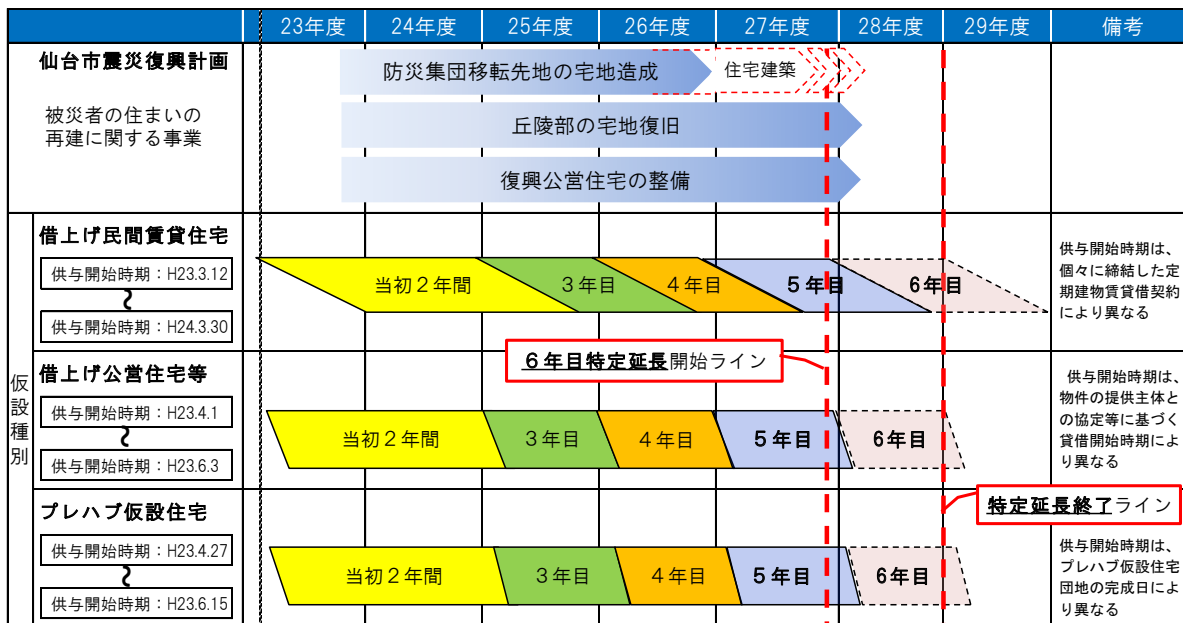 23年度 24年度 25年度 26年度 27年度 28年度 29年度 備考
仙台市震災復興計画
被災者の住まいの
再建に関する事業
防災集団移転先地の宅地造成
住宅建築
丘陵部の宅地復旧
復興公営住宅の整備
仮設種別
借上げ民間賃貸住宅
供与開始時期：H23.3.12
～
供与開始時期：H24.3.30
当初２年間 ３年目 ４年目 ５年目 ６年目
供与開始時期は、
個々に締結した定
期建物賃貸借契約
により異なる
６年目特定延長開始ライン
借上げ公営住宅等
供与開始時期：H23.4.1
～
供与開始時期：H23.6.3
当初２年間 ３年目 ４年目 ５年目 ６年目
供与開始時期は、
物件の提供主体と
の協定等に基づく
貸借開始時期によ
り異なる
特定延長終了ライン
プレハブ仮設住宅
供与開始時期：H23.4.27
～
供与開始時期：H23.6.15
当初２年間 ３年目 ４年目 ５年目 ６年目
供与開始時期は、
プレハブ仮設住宅
団地の完成日によ
り異なる